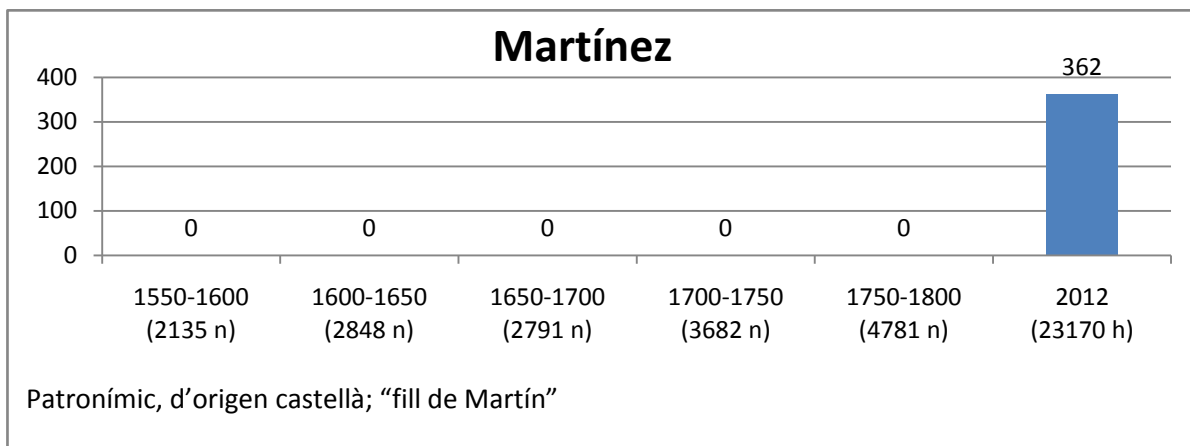 Martínez
362
400
300
200
100
0 0 0 0 0
0
1550-1600 1600-1650 1650-1700 1700-1750 1750-1800 2012
(2135 n) (2848 n) (2791 n) (3682 n) (4781 n) (23170 h)
Patronímic, d’origen castellà; “fill de Martín”